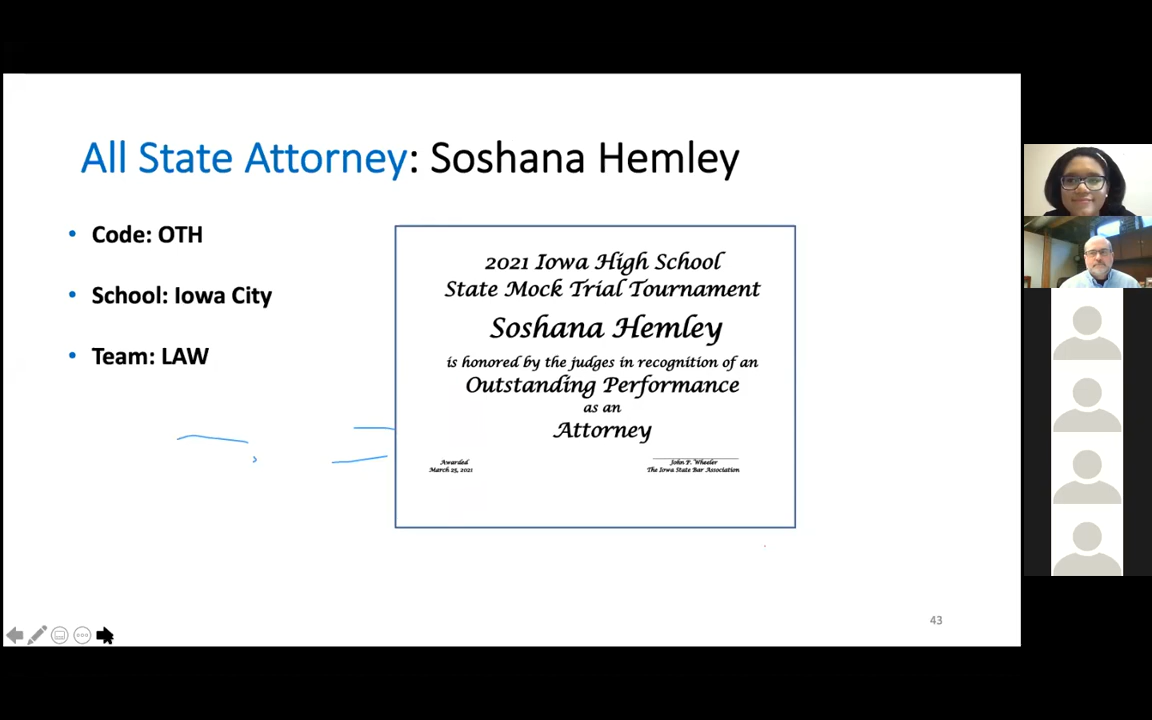 All State Attorney: Soshana Hemley
• Code: OTH
• School: Iowa City
• Team: LAW
2021 Iowa High School
State Mock Trial Tournament
Soshana Hemley
is honored by the judges in recognition of an
Outstanding Performance
as an
Attorney
Awarded
March 25, 2021
John P. Wheeler
The Iowa State Bar Association
43